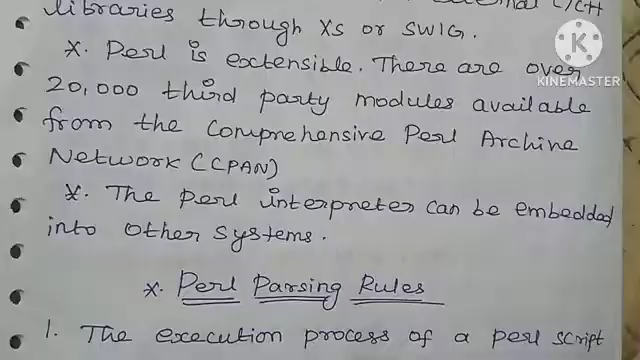 C/C++
libraries through XS or SWIG.
*. Perl is extensible. There are over
20,000 third party modules available
from the Comprehensive Perl Archive
Network (CPAN)
*. The perl interpreter can be embedded
into other systems.
*. Perl Parsing Rules
1. The execution process of a perl script
K
KINEMASTER